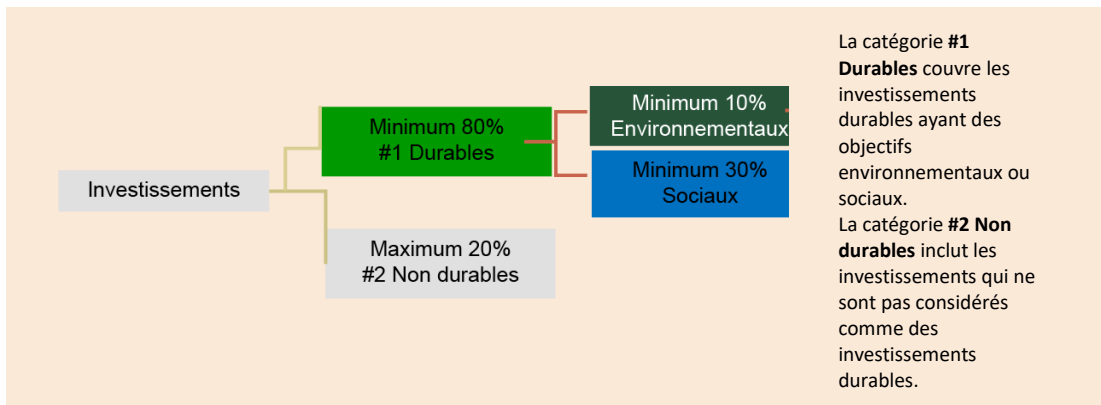 Investissements
Minimum 80%
#1 Durables
Maximum 20%
#2 Non durables
Minimum 10%
Environnementaux
Minimum 30%
Sociaux
La catégorie #1
Durables couvre les
investissements
durables ayant des
objectifs
environnementaux ou
sociaux.
La catégorie #2 Non
durables inclut les
investissements qui ne
sont pas considérés
comme des
investissements
durables.